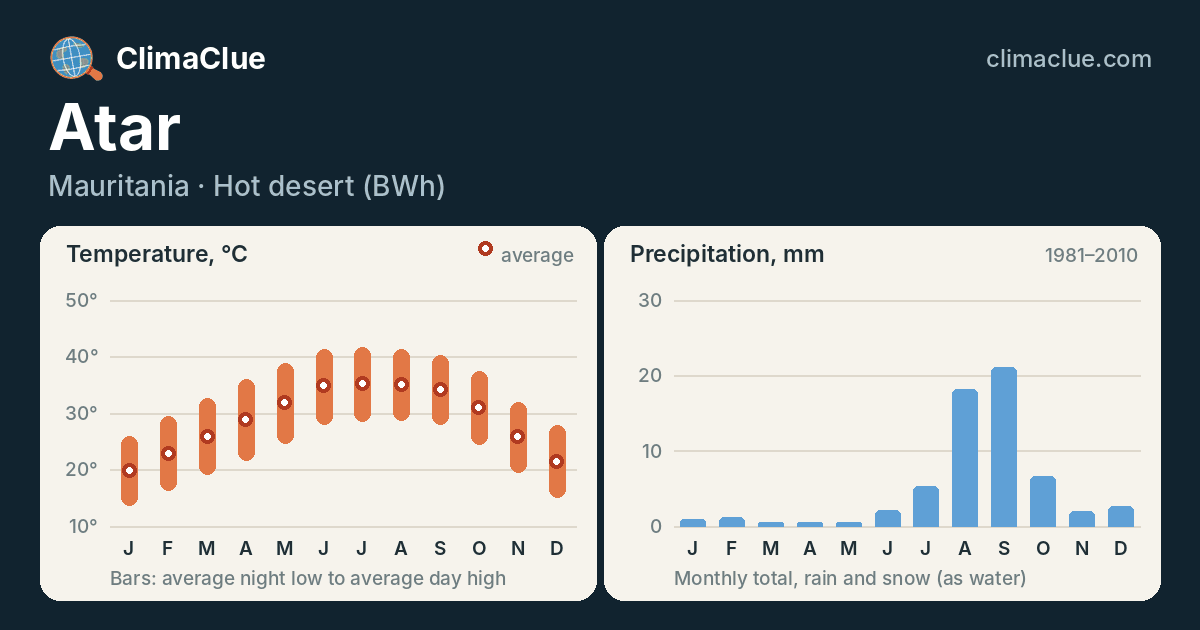 ClimaClue
climaclue.com
Atar
Mauritania · Hot desert (BWh)
Temperature, °C
average
50°
40°
30°
20°
10°
J F M A M J J A S O N D
Bars: average night low to average day high
Precipitation, mm
1981–2010
30
20
10
0
J F M A M J J A S O N D
Monthly total, rain and snow (as water)